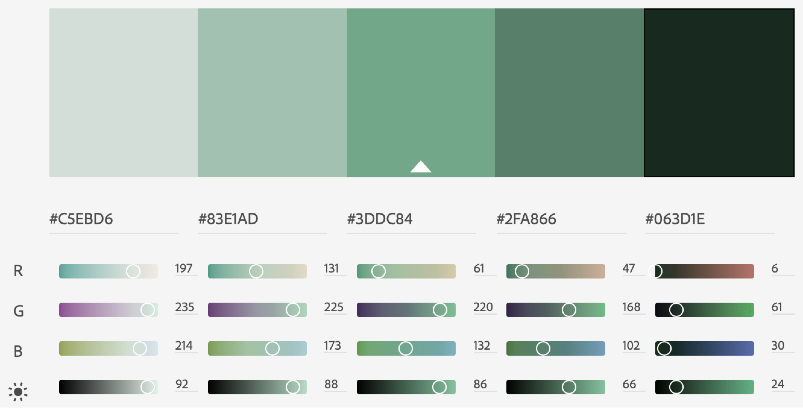 #C5EBD6 #83E1AD #3DDC84 #2FA866 #063D1E
R 197 131 61 47 6
G 235 225 220 168 61
B 214 173 132 102 30
92 88 86 66 24